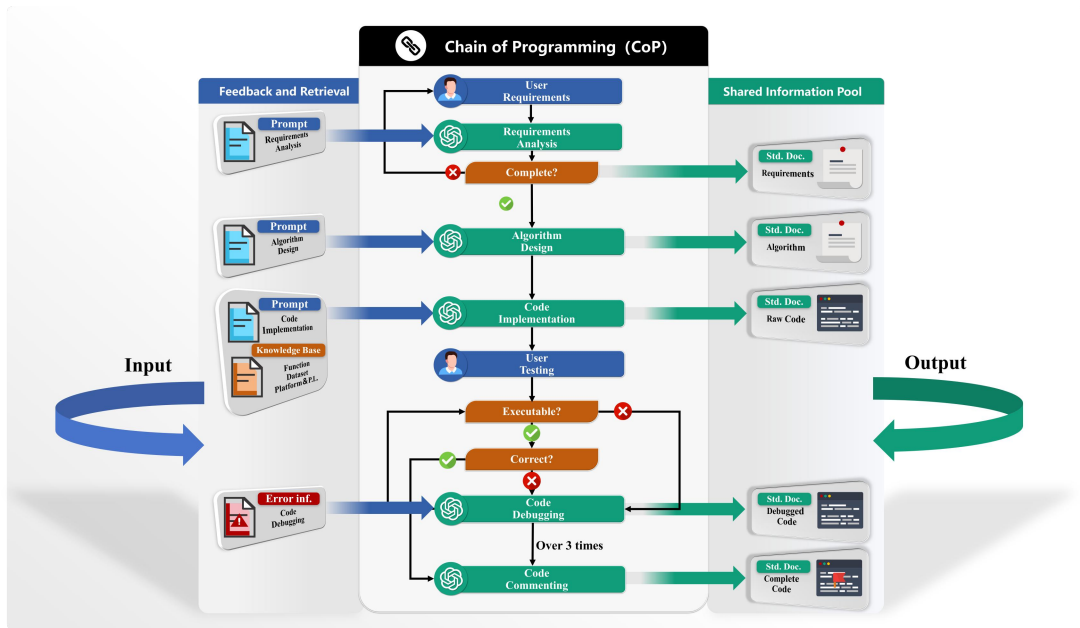 Chain of Programming (CoP)
Feedback and Retrieval
Shared Information Pool
User
Requirements
Prompt
Requirements
Analysis
Requirements
Analysis
Complete?
Std. Doc.
Requirements
Prompt
Algorithm
Design
Algorithm
Design
Std. Doc.
Algorithm
Prompt
Code
Implementation
Knowledge Base
Function
Dataset
Platform&P.L.
Code
Implementation
Std. Doc.
Raw Code
User
Testing
Input
Output
Executable?
Correct?
Error inf.
Code
Debugging
Code
Debugging
Std. Doc.
Debugged
Code
Over 3 times
Code
Commenting
Std. Doc.
Complete
Code